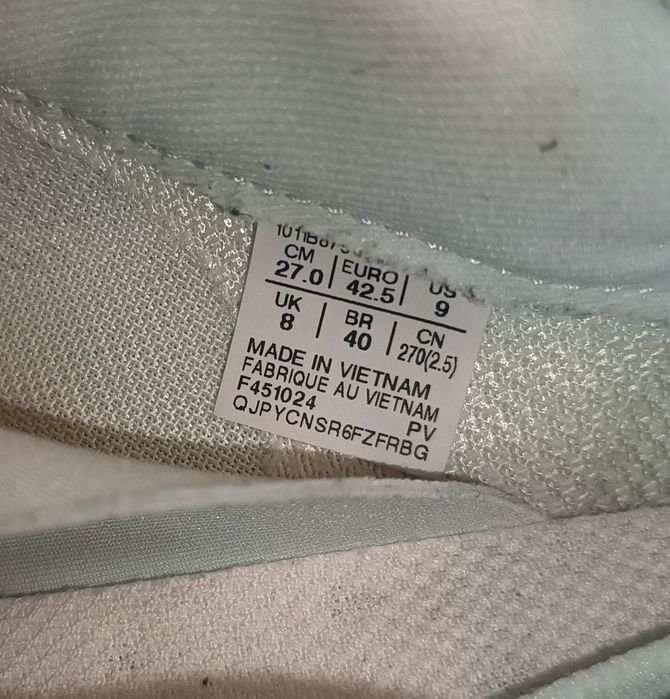 CM | EURO | US
27.0 | 42.5 | 9
UK | BR | CN
8 | 40 | 270(2.5)
MADE IN VIETNAM
FABRIQUE AU VIETNAM
F451024 PV
QJPYCNSR6FZFRBG